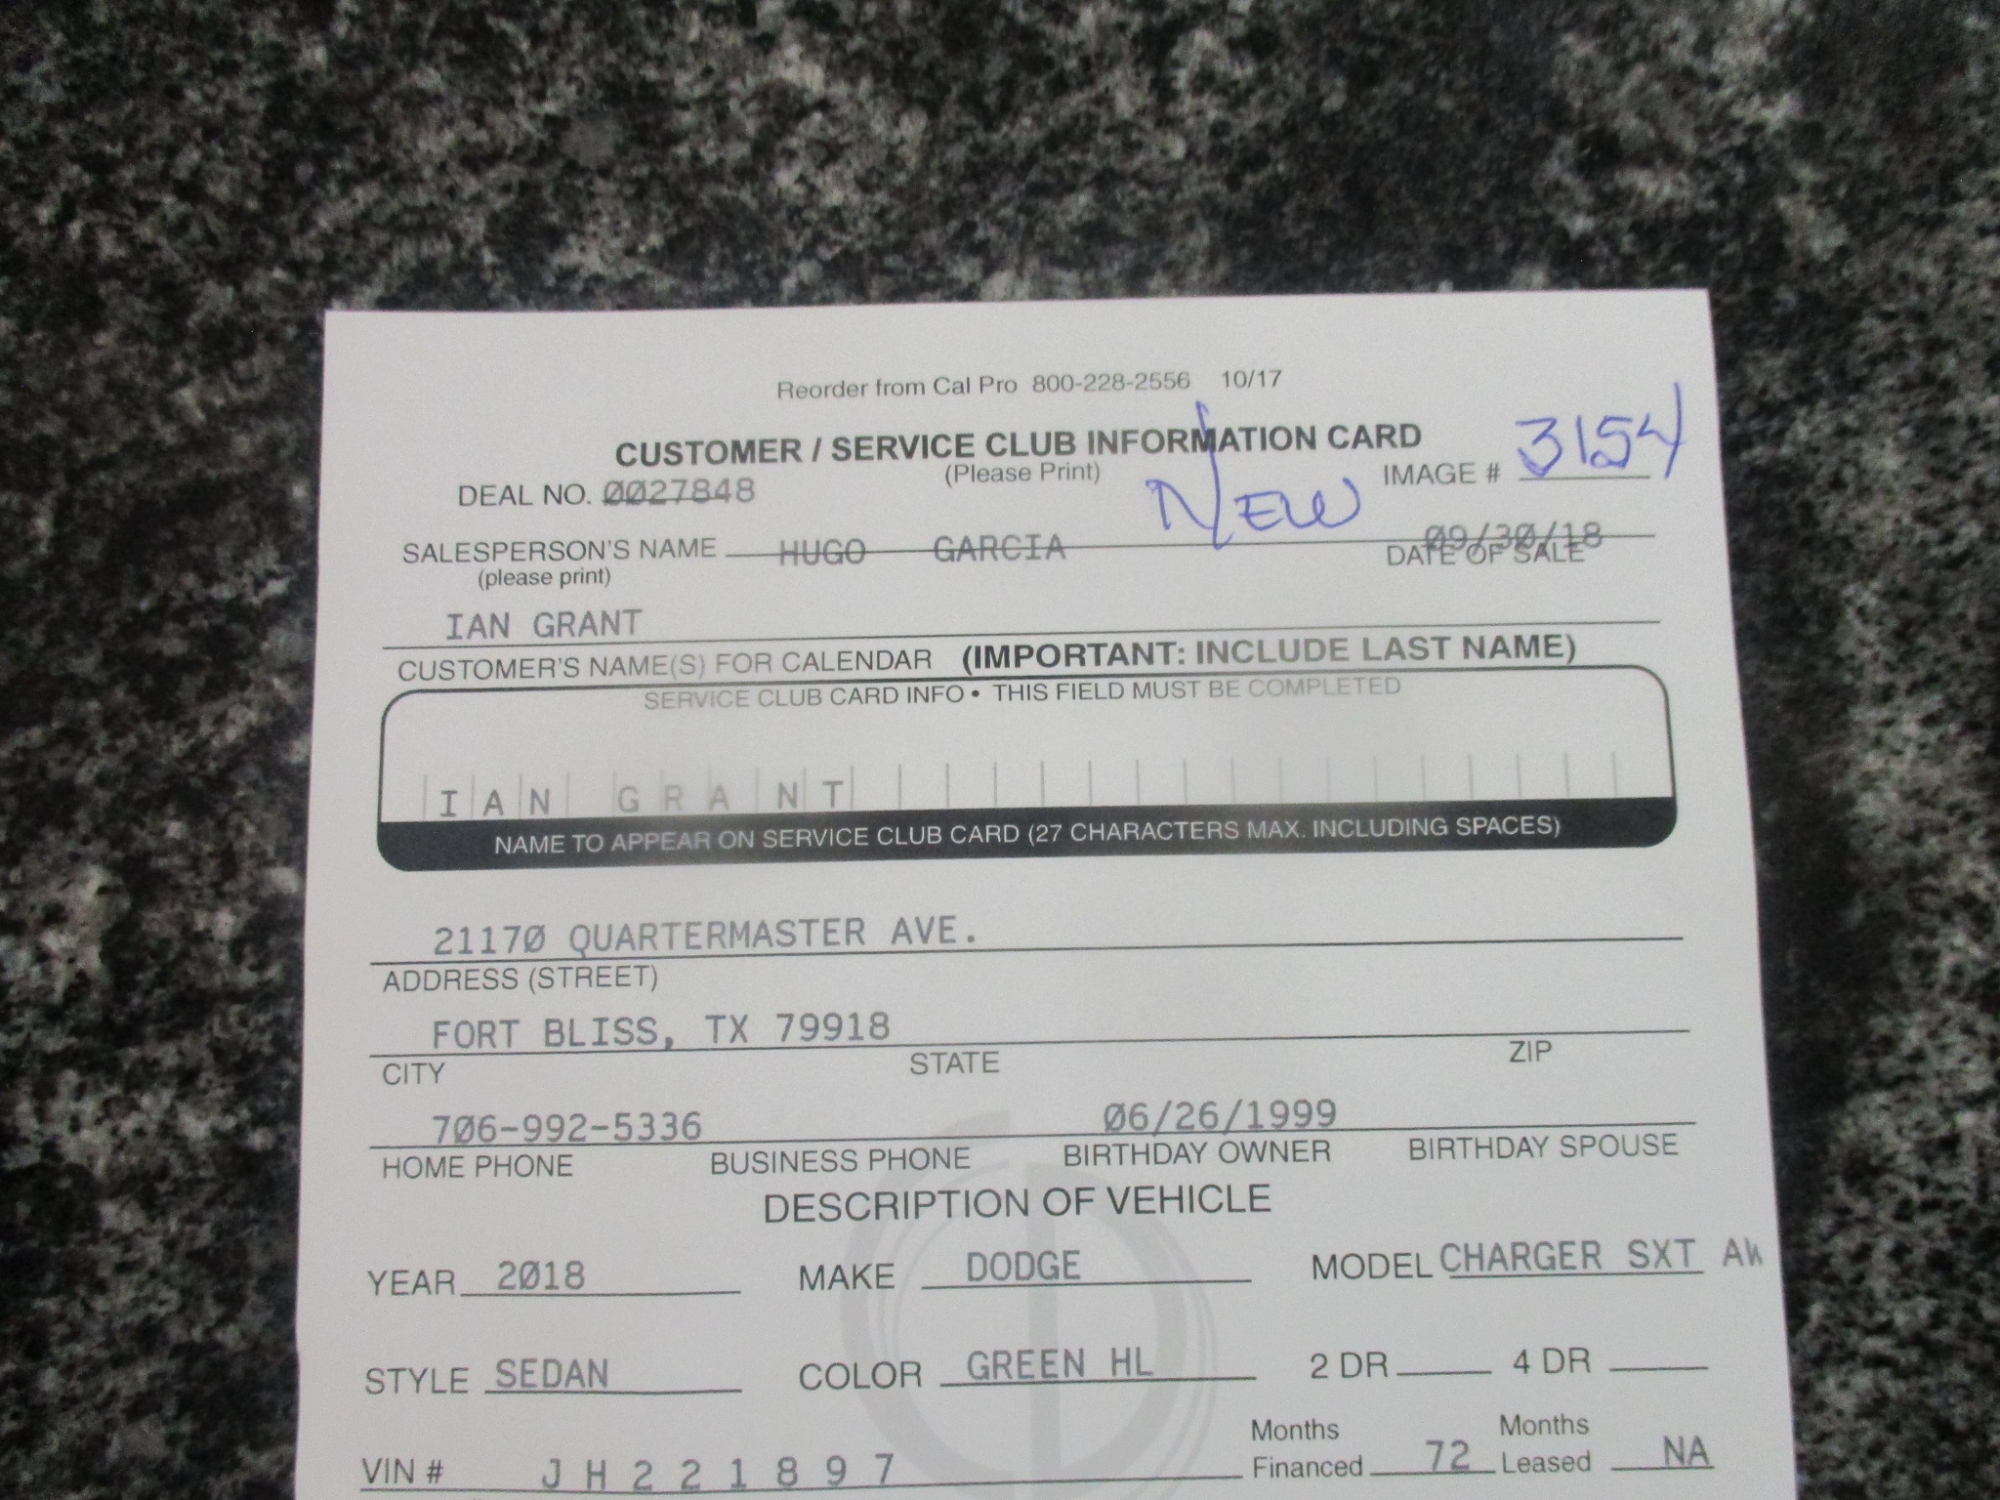 Reorder from Cal Pro 800-228-2556 10/17
CUSTOMER / SERVICE CLUB INFORMATION CARD
(Please Print)
IMAGE # 3154
DEAL NO. 0027848
NEW
SALESPERSON'S NAME HUGO GARCIA
09/30/18
(please print)
DATE OF SALE
IAN GRANT
CUSTOMER'S NAME(S) FOR CALENDAR (IMPORTANT: INCLUDE LAST NAME)
SERVICE CLUB CARD INFO • THIS FIELD MUST BE COMPLETED
IAN GRANT
NAME TO APPEAR ON SERVICE CLUB CARD (27 CHARACTERS MAX. INCLUDING SPACES)
21170 QUARTERMASTER AVE.
ADDRESS (STREET)
FORT BLISS, TX 79918
CITY STATE ZIP
706-992-5336 06/26/1999
HOME PHONE BUSINESS PHONE BIRTHDAY OWNER BIRTHDAY SPOUSE
DESCRIPTION OF VEHICLE
YEAR 2018 MAKE DODGE MODEL CHARGER SXT
STYLE SEDAN COLOR GREEN HL 2 DR 4 DR
VIN # JH221897 Months Financed 72 Months Leased NA